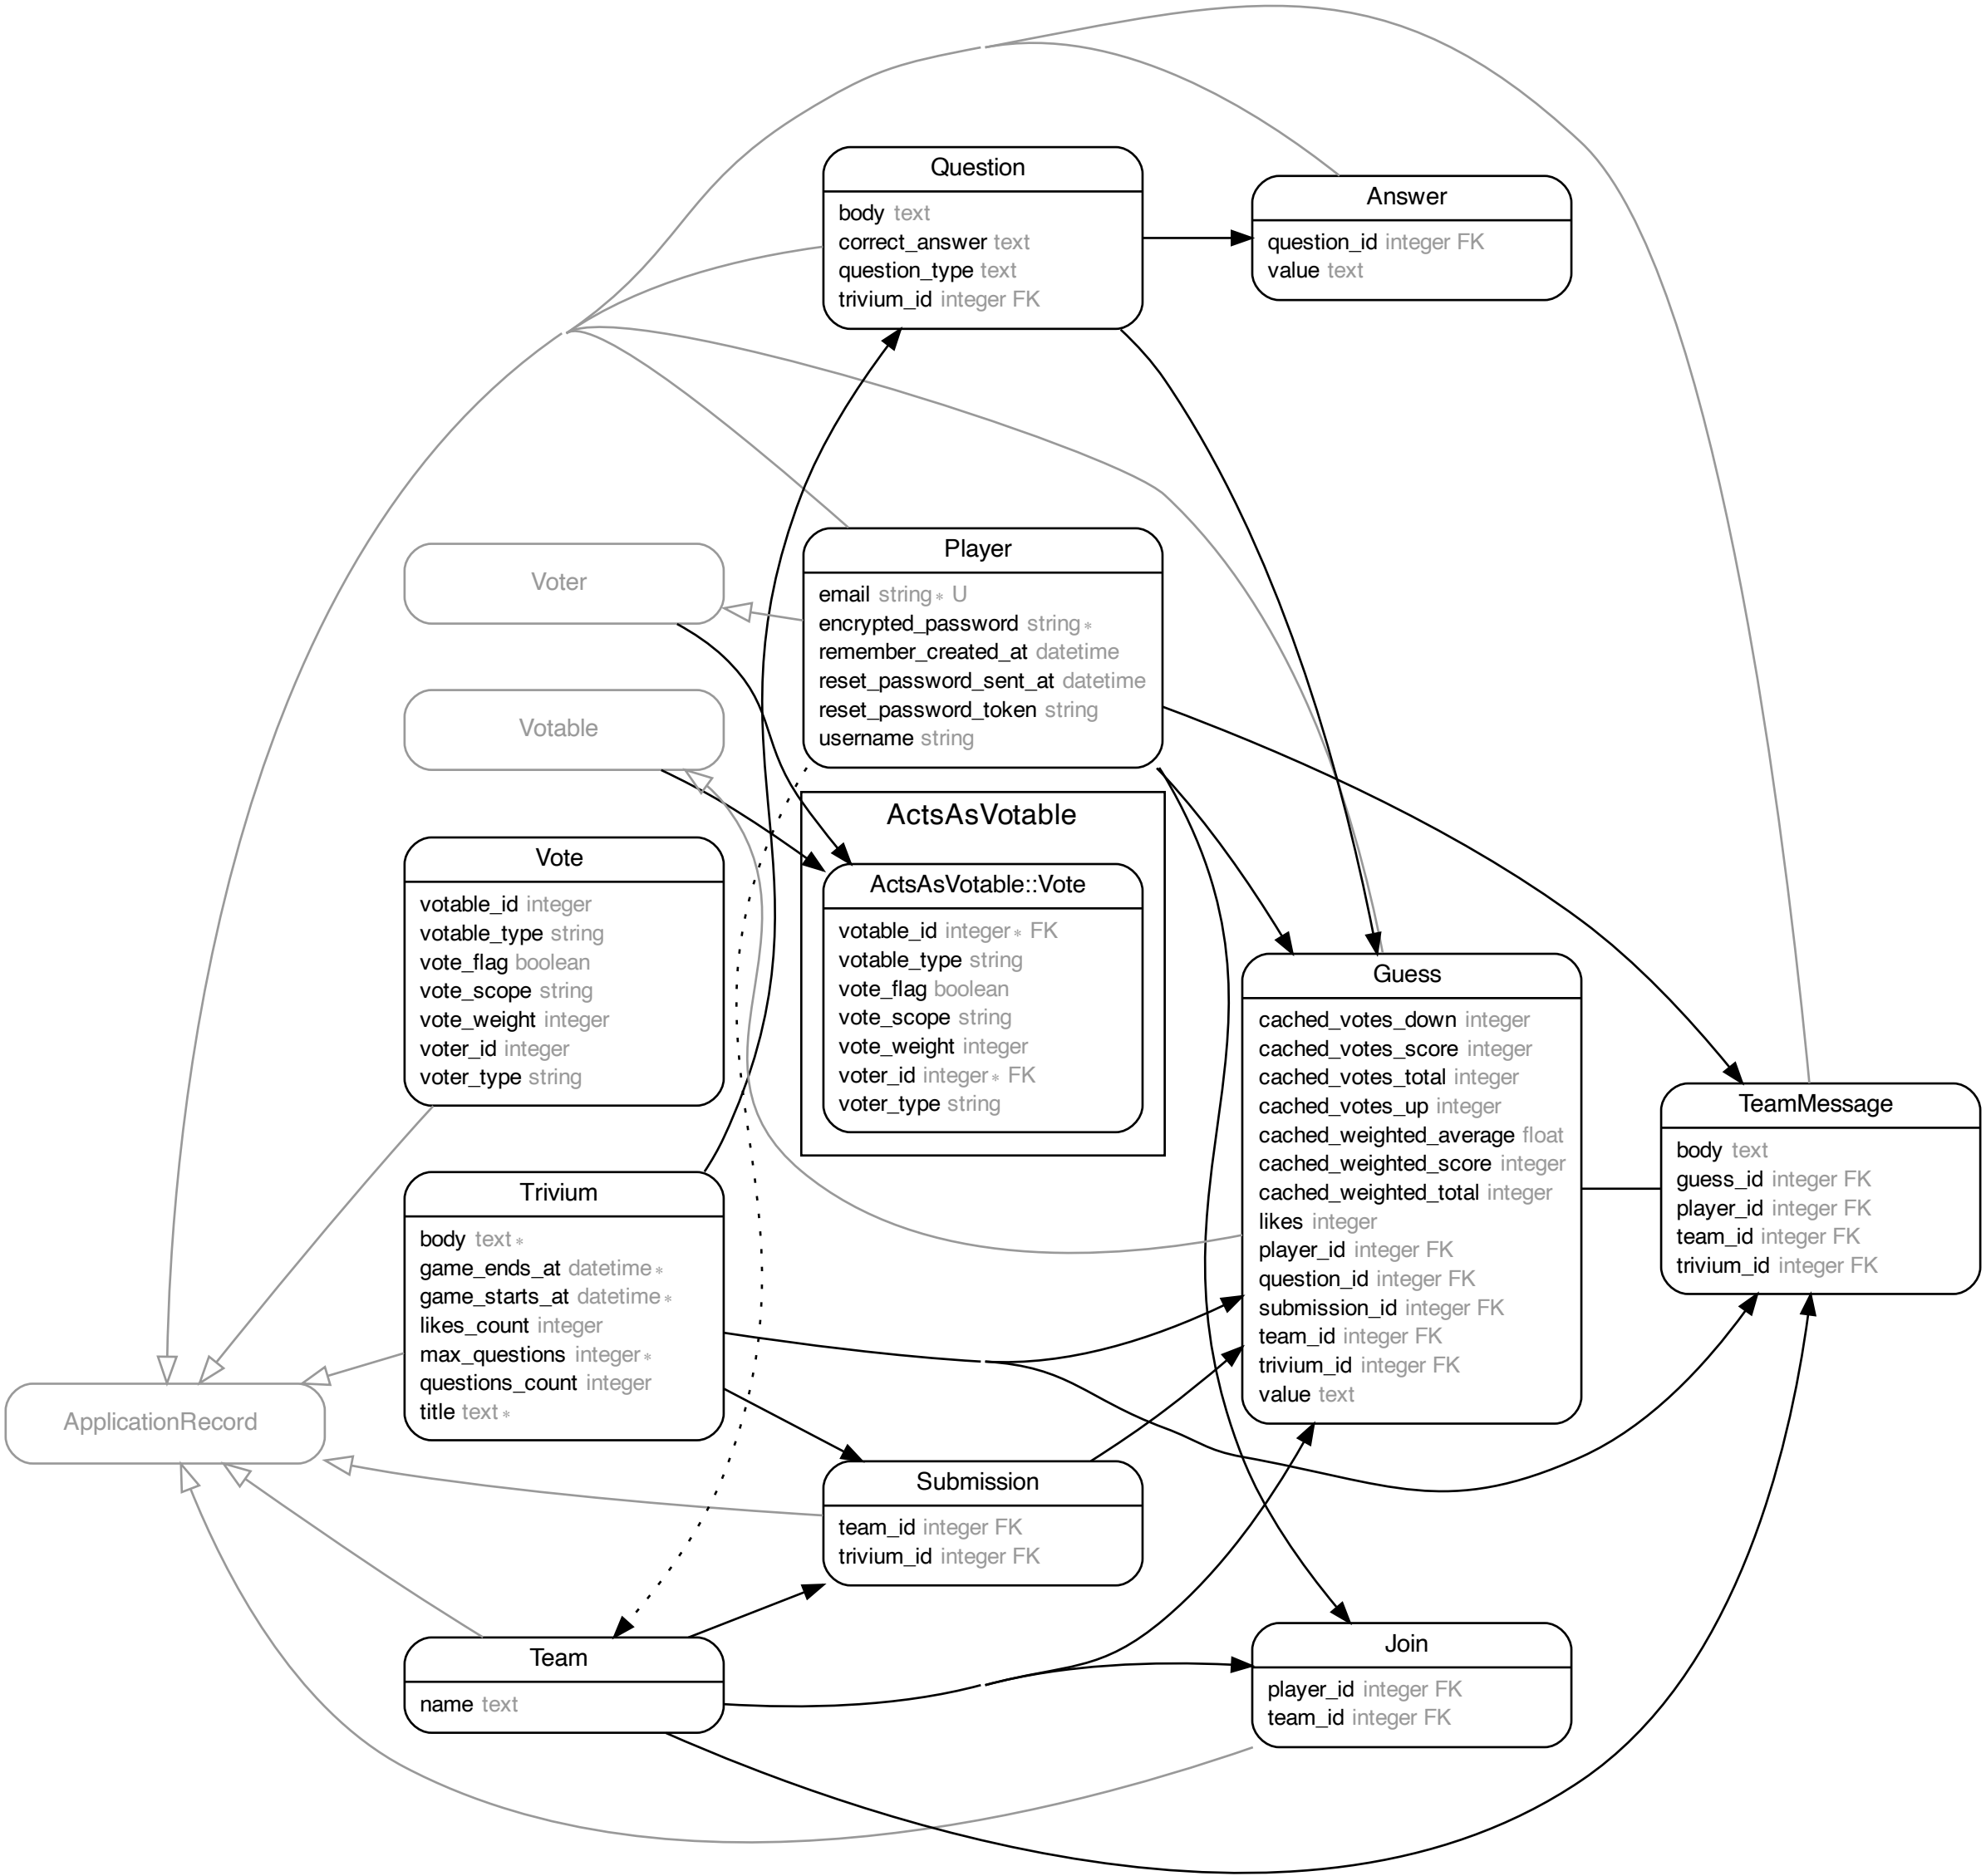 Question
body text
correct_answer text
question_type text
trivium_id integer FK
Answer
question_id integer FK
value text
Voter
Player
email string∗ U
encrypted_password string∗
remember_created_at datetime
reset_password_sent_at datetime
reset_password_token string
username string
Votable
ActsAsVotable
ActsAsVotable::Vote
votable_id integer∗ FK
votable_type string
vote_flag boolean
vote_scope string
vote_weight integer
voter_id integer∗ FK
voter_type string
Vote
votable_id integer
votable_type string
vote_flag boolean
vote_scope string
vote_weight integer
voter_id integer
voter_type string
Guess
cached_votes_down integer
cached_votes_score integer
cached_votes_total integer
cached_votes_up integer
cached_weighted_average float
cached_weighted_score integer
cached_weighted_total integer
likes integer
player_id integer FK
question_id integer FK
submission_id integer FK
team_id integer FK
trivium_id integer FK
value text
TeamMessage
body text
guess_id integer FK
player_id integer FK
team_id integer FK
trivium_id integer FK
Trivium
body text∗
game_ends_at datetime∗
game_starts_at datetime∗
likes_count integer
max_questions integer∗
questions_count integer
title text∗
ApplicationRecord
Submission
team_id integer FK
trivium_id integer FK
Team
name text
Join
player_id integer FK
team_id integer FK